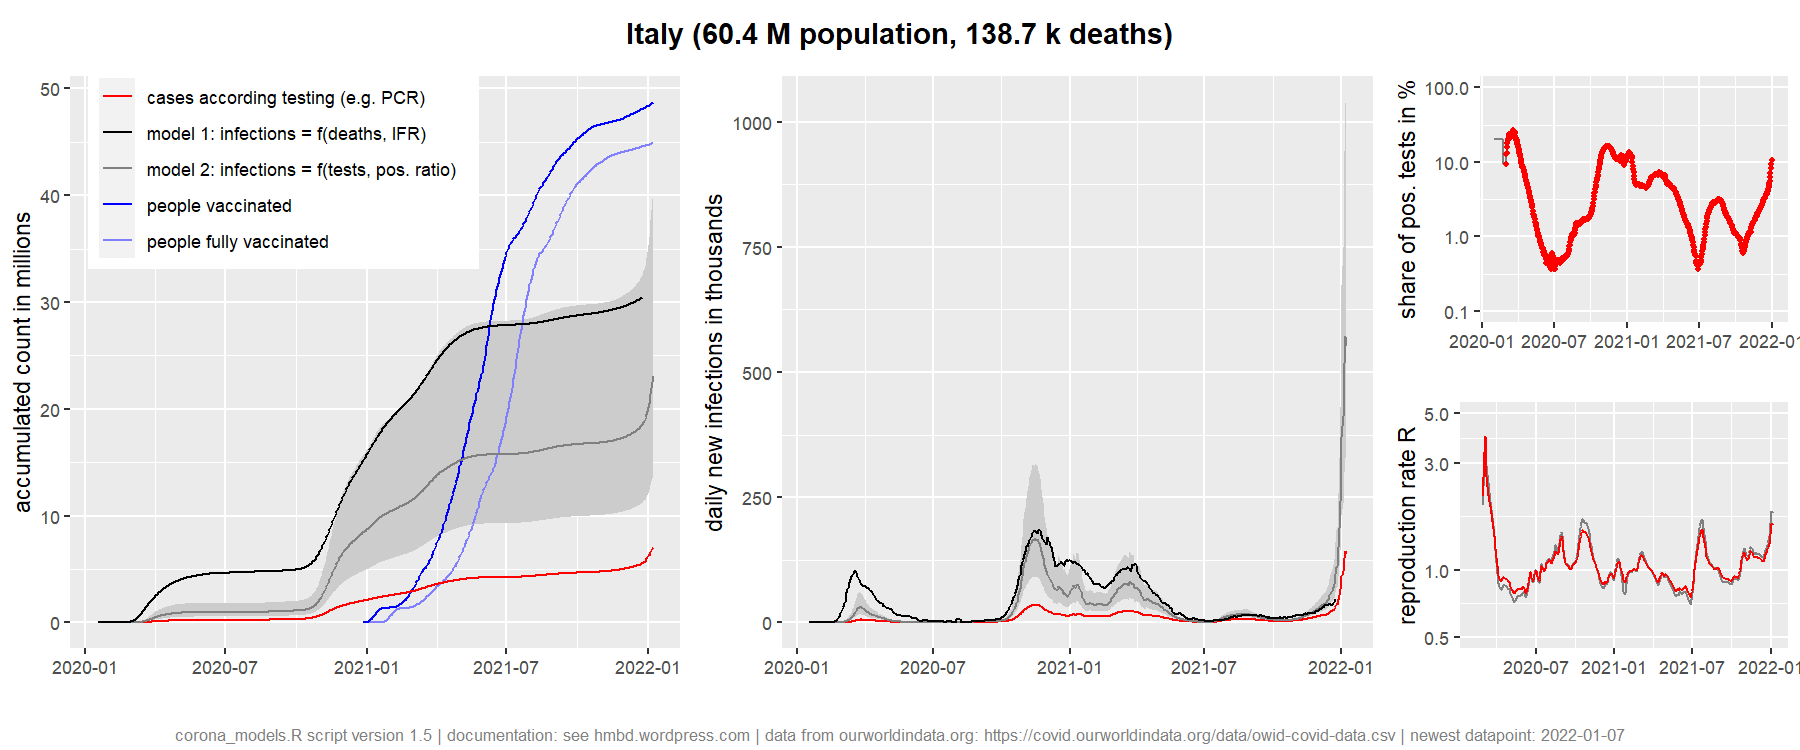 Italy (60.4 M population, 138.7 k deaths)
accumulated count in millions
50
40
30
20
10
0
cases according testing (e.g. PCR)
model 1: infections = f(deaths, IFR)
model 2: infections = f(tests, pos. ratio)
people vaccinated
people fully vaccinated
2020-01 2020-07 2021-01 2021-07 2022-01
daily new infections in thousands
1000
750
500
250
0
2020-01 2020-07 2021-01 2021-07 2022-01
share of pos. tests in %
100.0
10.0
1.0
0.1
2020-01 2020-07 2021-01 2021-07 2022-01
reproduction rate R
5.0
3.0
1.0
0.5
2020-07 2021-01 2021-07 2022-01
corona_models.R script version 1.5 | documentation: see hmbd.wordpress.com | data from ourworldindata.org: https://covid.ourworldindata.org/data/owid-covid-data.csv | newest datapoint: 2022-01-07